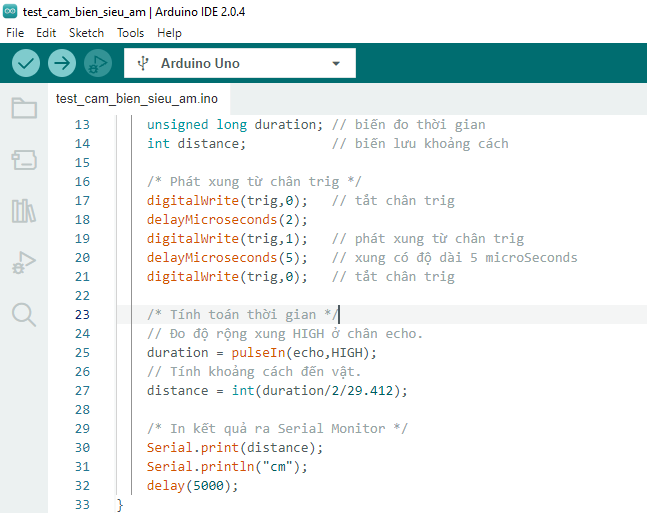 test_cam_bien_sieu_am | Arduino IDE 2.0.4
File Edit Sketch Tools Help
Arduino Uno
test_cam_bien_sieu_am.ino
13 unsigned long duration; // biến đo thời gian
14 int distance; // biến lưu khoảng cách
15
16 /* Phát xung từ chân trig */
17 digitalWrite(trig,0); // tắt chân trig
18 delayMicroseconds(2);
19 digitalWrite(trig,1); // phát xung từ chân trig
20 delayMicroseconds(5); // xung có độ dài 5 microSeconds
21 digitalWrite(trig,0); // tắt chân trig
22
23 /* Tính toán thời gian */
24 // Đo độ rộng xung HIGH ở chân echo.
25 duration = pulseIn(echo,HIGH);
26 // Tính khoảng cách đến vật.
27 distance = int(duration/2/29.412);
28
29 /* In kết quả ra Serial Monitor */
30 Serial.print(distance);
31 Serial.println("cm");
32 delay(5000);
33 }